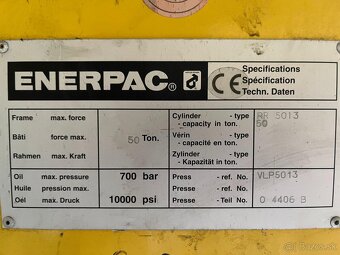 ENERPAC® CE Specifications
Spécification
Techn. Daten
Frame max. force
Bâti force max.
Rahmen max. Kraft
50 Ton.
Cylinder - type RR 5013
- capacity in ton. 50
Vérin - type
- capacité en ton.
Zylinder - type
- Kapazität in ton.
Oil max. pressure
Huile pression max.
Oel max. Druck
700 bar
10000 psi
Press - ref. No. VLP5013
Presse - ref. No.
Presse - Teil No. 0 4406 B
bazos.sk